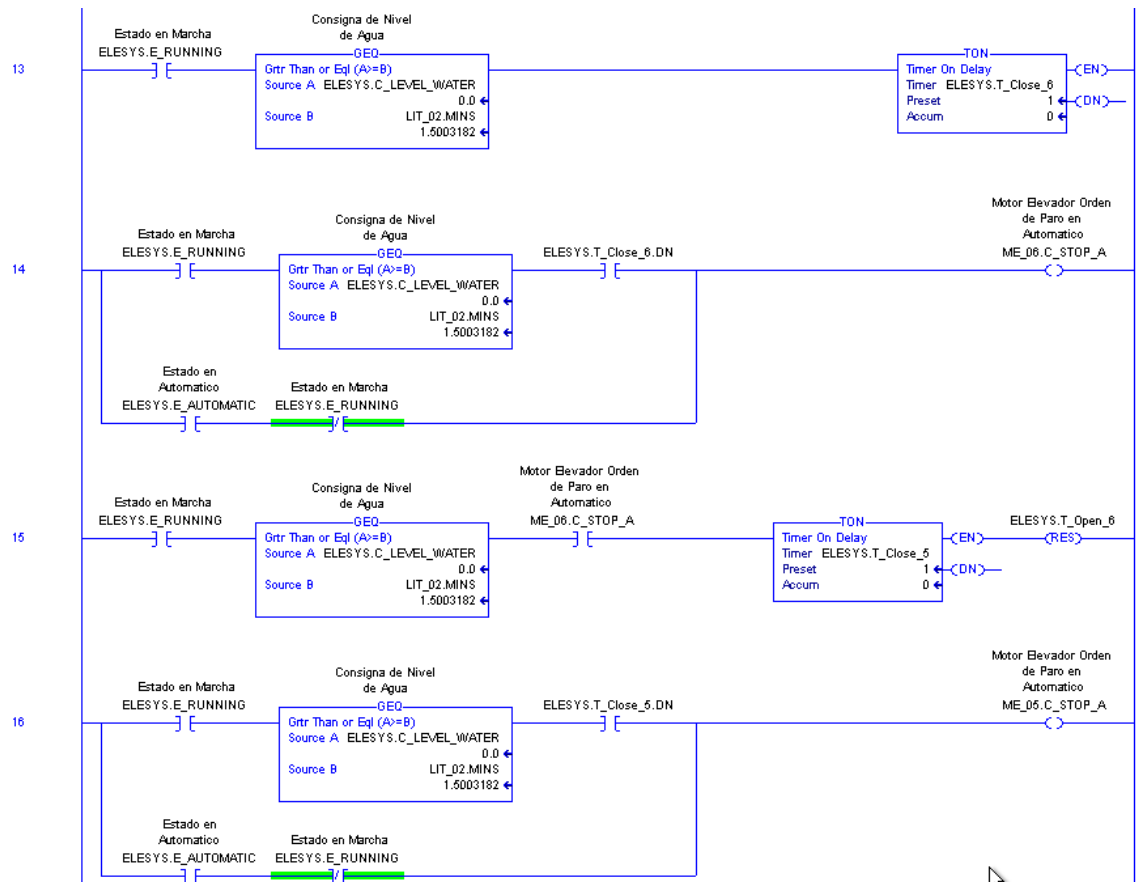 Estado en Marcha
ELESYS.E_RUNNING
Consigna de Nivel
de Agua
GEQ
Grtr Than or Eql (A>=B)
Source A ELESYS.C_LEVEL_WATER
0.0
Source B LIT_02.MINS
1.5003182
TON
Timer On Delay
Timer ELESYS.T_Close_6
Preset 1
Accum 0
EN
DN
13
Estado en Marcha
ELESYS.E_RUNNING
Consigna de Nivel
de Agua
GEQ
Grtr Than or Eql (A>=B)
Source A ELESYS.C_LEVEL_WATER
0.0
Source B LIT_02.MINS
1.5003182
ELESYS.T_Close_6.DN
Motor Elevador Orden
de Paro en
Automatico
ME_06.C_STOP_A
14
Estado en
Automatico
ELESYS.E_AUTOMATIC
Estado en Marcha
ELESYS.E_RUNNING
Estado en Marcha
ELESYS.E_RUNNING
Consigna de Nivel
de Agua
GEQ
Grtr Than or Eql (A>=B)
Source A ELESYS.C_LEVEL_WATER
0.0
Source B LIT_02.MINS
1.5003182
Motor Elevador Orden
de Paro en
Automatico
ME_06.C_STOP_A
TON
Timer On Delay
Timer ELESYS.T_Close_5
Preset 1
Accum 0
EN
DN
ELESYS.T_Open_6
RES
15
Estado en Marcha
ELESYS.E_RUNNING
Consigna de Nivel
de Agua
GEQ
Grtr Than or Eql (A>=B)
Source A ELESYS.C_LEVEL_WATER
0.0
Source B LIT_02.MINS
1.5003182
ELESYS.T_Close_5.DN
Motor Elevador Orden
de Paro en
Automatico
ME_05.C_STOP_A
16
Estado en
Automatico
ELESYS.E_AUTOMATIC
Estado en Marcha
ELESYS.E_RUNNING